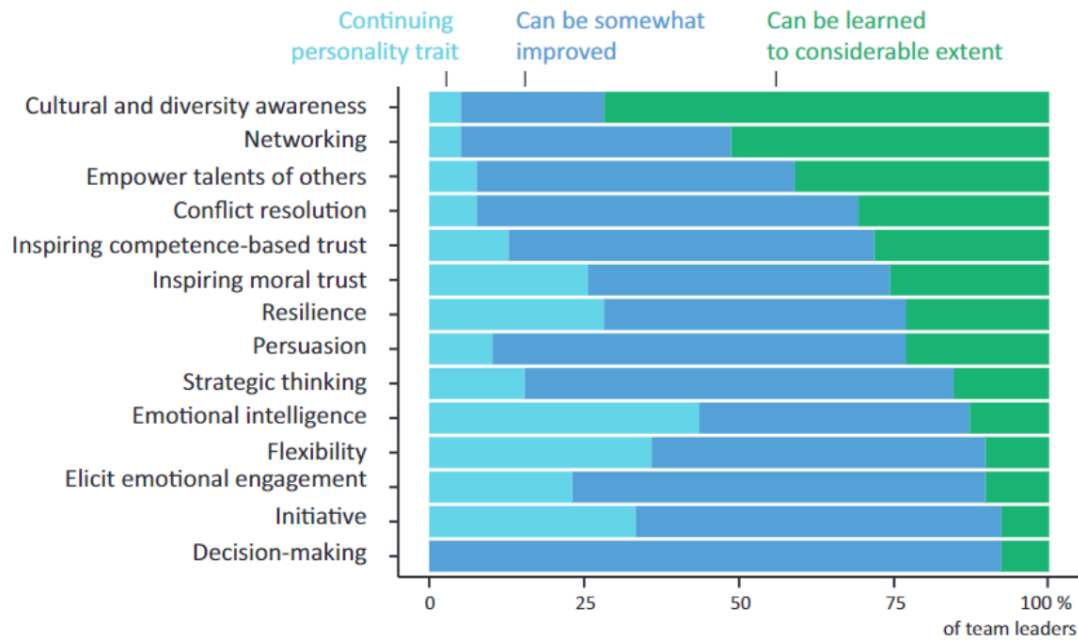 Continuing
personality trait
Can be somewhat
improved
Can be learned
to considerable extent
Cultural and diversity awareness
Networking
Empower talents of others
Conflict resolution
Inspiring competence-based trust
Inspiring moral trust
Resilience
Persuasion
Strategic thinking
Emotional intelligence
Flexibility
Elicit emotional engagement
Initiative
Decision-making
0 25 50 75 100 %
of team leaders